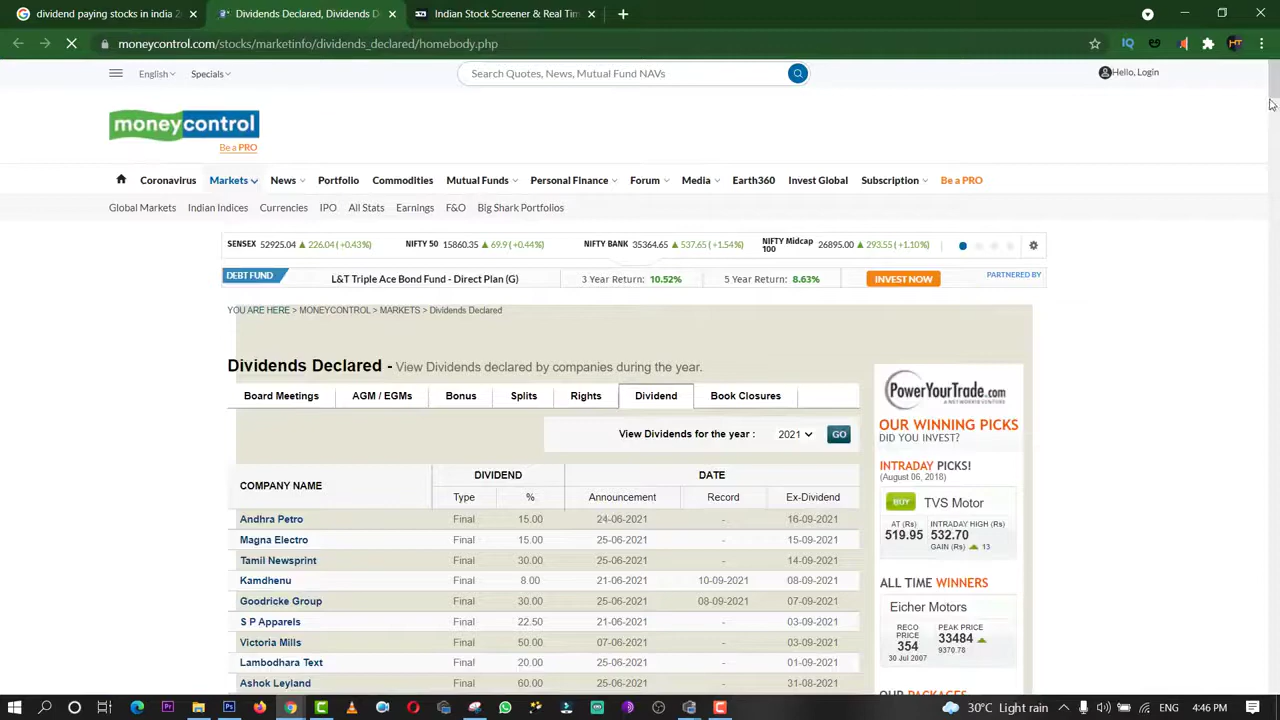 dividends paying stocks in india 2
Dividends Declared, Dividends D
Indian Stock Screener & Real Tim
moneycontrol.com/stocks/marketinfo/dividends_declared/homebody.php
English Specials
Search Quotes, News, Mutual Fund NAVs
Hello, Login
moneycontrol
Be a PRO
Coronavirus Markets News Portfolio Commodities Mutual Funds Personal Finance Forum Media Earth360 Invest Global Subscription Be a PRO
Global Markets Indian Indices Currencies IPO All Stats Earnings F&O Big Shark Portfolios
SENSEX 52925.04 ▲ 226.04 (+0.43%) NIFTY 50 15860.35 ▲ 69.9 (+0.44%) NIFTY BANK 35364.65 ▲ 537.65 (+1.54%) NIFTY Midcap 100 26895.00 ▲ 293.55 (+1.10%)
DEBT FUND L&T Triple Ace Bond Fund - Direct Plan (G) 3 Year Return: 10.52% 5 Year Return: 8.63% INVEST NOW PARTNERED BY
YOU ARE HERE > MONEYCONTROL > MARKETS > Dividends Declared
Dividends Declared - View Dividends declared by companies during the year.
Board Meetings AGM / EGMs Bonus Splits Rights Dividend Book Closures
View Dividends for the year : 2021 GO
COMPANY NAME DIVIDEND DATE
Type % Announcement Record Ex-Dividend
Andhra Petro Final 15.00 24-06-2021 - 16-09-2021
Magna Electro Final 15.00 25-06-2021 - 15-09-2021
Tamil Newsprint Final 30.00 25-06-2021 - 14-09-2021
Kamdhenu Final 8.00 21-06-2021 10-09-2021 08-09-2021
Goodricke Group Final 30.00 25-06-2021 08-09-2021 07-09-2021
S P Apparels Final 22.50 21-06-2021 - 03-09-2021
Victoria Mills Final 50.00 07-06-2021 - 03-09-2021
Lambodhara Text Final 20.00 25-06-2021 - 01-09-2021
Ashok Leyland Final 60.00 25-06-2021 - 31-08-2021
PowerYourTrade.com
OUR WINNING PICKS
DID YOU INVEST?
INTRADAY PICKS!
(August 06, 2018)
BUY TVS Motor
AT (Rs) INTRADAY HIGH (Rs)
519.95 532.70
GAIN (Rs) ▲ 13
ALL TIME WINNERS
Eicher Motors
RECO PRICE PEAK PRICE
354 33484 ▲
30 Jul 2007 9370.78
OUR PACKAGES
30°C Light rain 4:46 PM